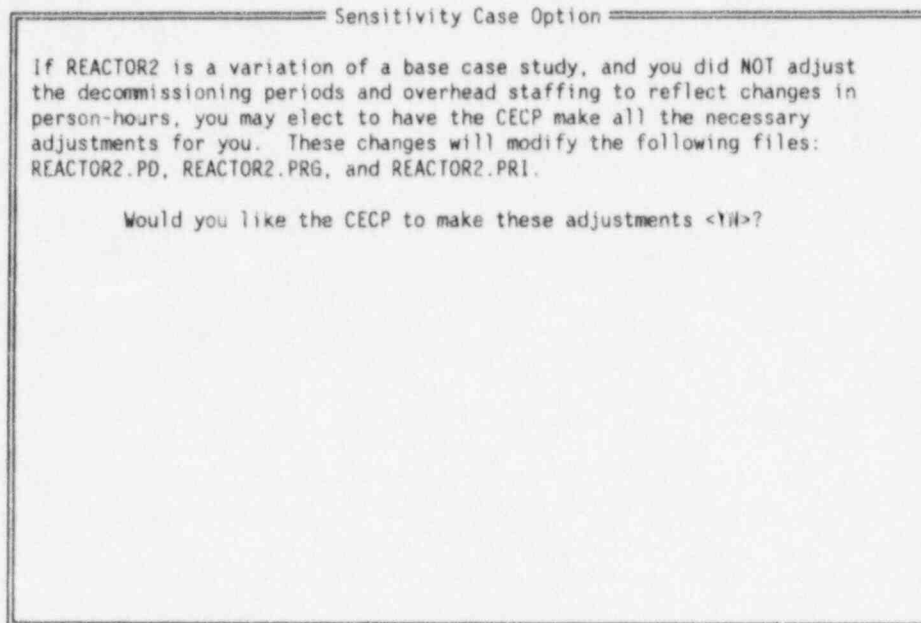 Sensitivity Case Option
If REACTOR2 is a variation of a base case study, and you did NOT adjust
the decommissioning periods and overhead staffing to reflect changes in
person-hours, you may elect to have the CECP make all the necessary
adjustments for you. These changes will modify the following files:
REACTOR2.PD, REACTOR2.PRG, and REACTOR2.PRI.
Would you like the CECP to make these adjustments